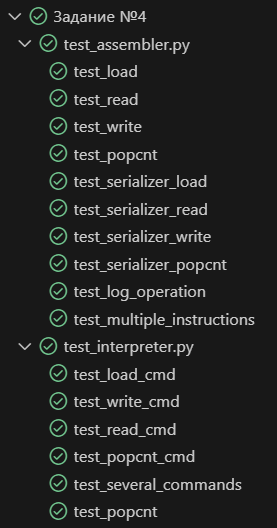 Задание №4
test_assembler.py
test_load
test_read
test_write
test_popcnt
test_serializer_load
test_serializer_read
test_serializer_write
test_serializer_popcnt
test_log_operation
test_multiple_instructions
test_interpreter.py
test_load_cmd
test_write_cmd
test_read_cmd
test_popcnt_cmd
test_several_commands
test_popcnt